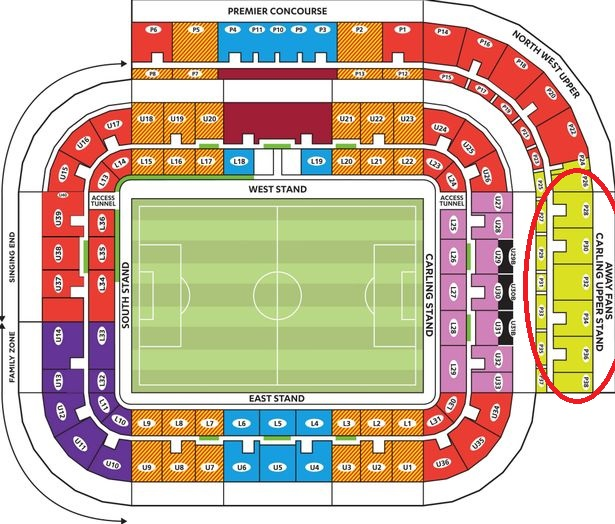 PREMIER CONCOURSE
P6 P5 P4 P11 P10 P9 P3 P2 P1 P14
P16
P18
P20
P23
NORTH WEST UPPER
P8 P7 P13 P12 P15
P17
U18 U19 U20 U21 U22 U23 U24
U25
U26
U17
U16
U15
L15 L16 L17 L18 L19 L20 L21 L22 L23
L24
L14
L13
WEST STAND
ACCESS
TUNNEL
ACCESS
TUNNEL
U39
U38
U37
L36
L35
L34
SINGING END
SOUTH STAND
CARLING STAND
L25
L26
L27
L28
L29
U27
U28
U29
U30
U31
U32
U33
U29B
U30B
U31B
P24
P26
P28
P30
P32
P34
P36
P38
P25
P27
P29
P31
P33
P35
AWAY FANS
CARLING UPPER STAND
FAMILY ZONE
U14
U13
U12
U11
U10
L33
L32
L11
L10
EAST STAND
L9 L8 L7 L6 L5 L4 L3 L2 L1
L30
L31
U9 U8 U7 U6 U5 U4 U3 U2 U1
U34
U35
U36